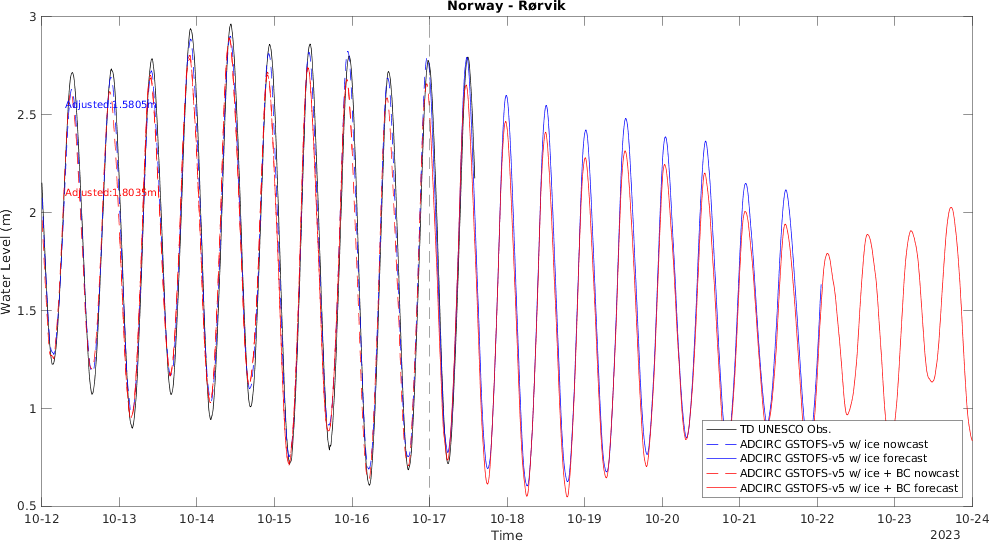 Norway - Rørvik
3
2.5
2
1.5
1
0.5
Water Level (m)
Adjusted:1.5805m
Adjusted:1.8035m
TD UNESCO Obs.
ADCIRC GSTOFS-v5 w/ ice nowcast
ADCIRC GSTOFS-v5 w/ ice forecast
ADCIRC GSTOFS-v5 w/ ice + BC nowcast
ADCIRC GSTOFS-v5 w/ ice + BC forecast
10-12 10-13 10-14 10-15 10-16 10-17 10-18 10-19 10-20 10-21 10-22 10-23 10-24
Time
2023